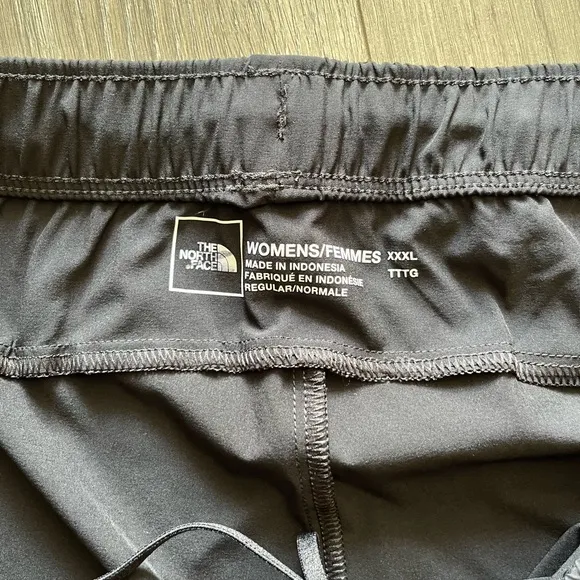 THE
NORTH
FACE
WOMENS/FEMMES XXXL
MADE IN INDONESIA TTTG
FABRIQUÉ EN INDONÉSIE
REGULAR/NORMALE